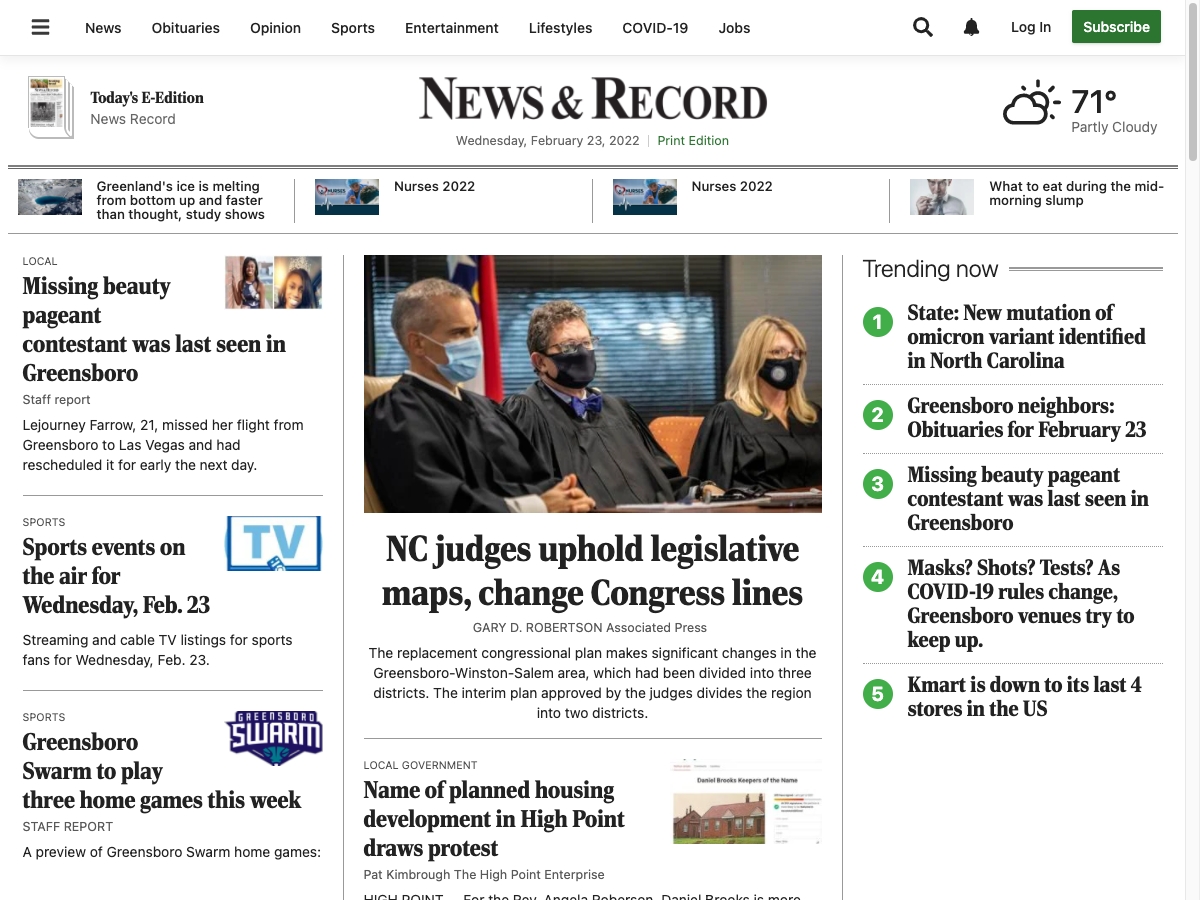 News Obituaries Opinion Sports Entertainment Lifestyles COVID-19 Jobs Log In Subscribe
Today's E-Edition
News Record
NEWS & RECORD
Wednesday, February 23, 2022 | Print Edition
71°
Partly Cloudy
Greenland's ice is melting
from bottom up and faster
than thought, study shows
NURSES
Nurses 2022
NURSES
Nurses 2022
What to eat during the mid-
morning slump
LOCAL
Missing beauty
pageant
contestant was last seen in
Greensboro
Staff report
Lejourney Farrow, 21, missed her flight from
Greensboro to Las Vegas and had
rescheduled it for early the next day.
SPORTS
Sports events on
the air for
Wednesday, Feb. 23
TV
Streaming and cable TV listings for sports
fans for Wednesday, Feb. 23.
SPORTS
Greensboro
Swarm to play
three home games this week
GREENSBORO
SWARM
STAFF REPORT
A preview of Greensboro Swarm home games:
NC judges uphold legislative
maps, change Congress lines
GARY D. ROBERTSON Associated Press
The replacement congressional plan makes significant changes in the
Greensboro-Winston-Salem area, which had been divided into three
districts. The interim plan approved by the judges divides the region
into two districts.
LOCAL GOVERNMENT
Name of planned housing
development in High Point
draws protest
Daniel Brooks Keepers of the Name
Pat Kimbrough The High Point Enterprise
HIGH POINT — For the Rev. Angela Roberson, Daniel Brooks is more
Trending now
1 State: New mutation of
omicron variant identified
in North Carolina
2 Greensboro neighbors:
Obituaries for February 23
3 Missing beauty pageant
contestant was last seen in
Greensboro
4 Masks? Shots? Tests? As
COVID-19 rules change,
Greensboro venues try to
keep up.
5 Kmart is down to its last 4
stores in the US